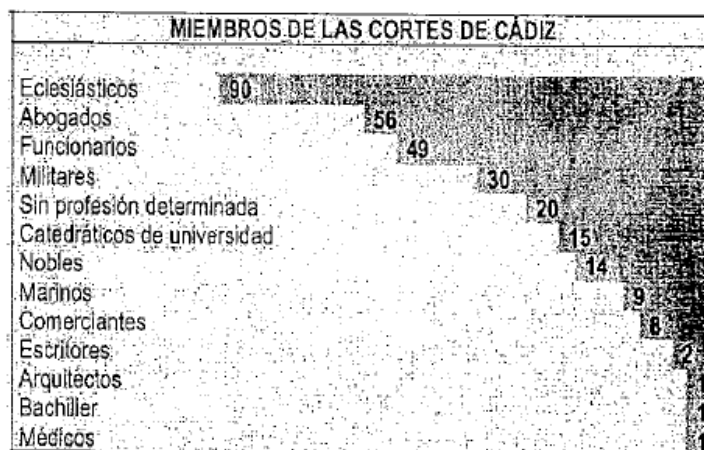 MIEMBROS DE LAS CORTES DE CÁDIZ
Eclesiásticos 90
Abogados 56
Funcionarios 49
Militares 30
Sin profesión determinada 20
Catedráticos de universidad 15
Nobles 14
Marinos 9
Comerciantes 8
Escritores 2
Arquitectos 1
Bachiller 1
Médicos 1